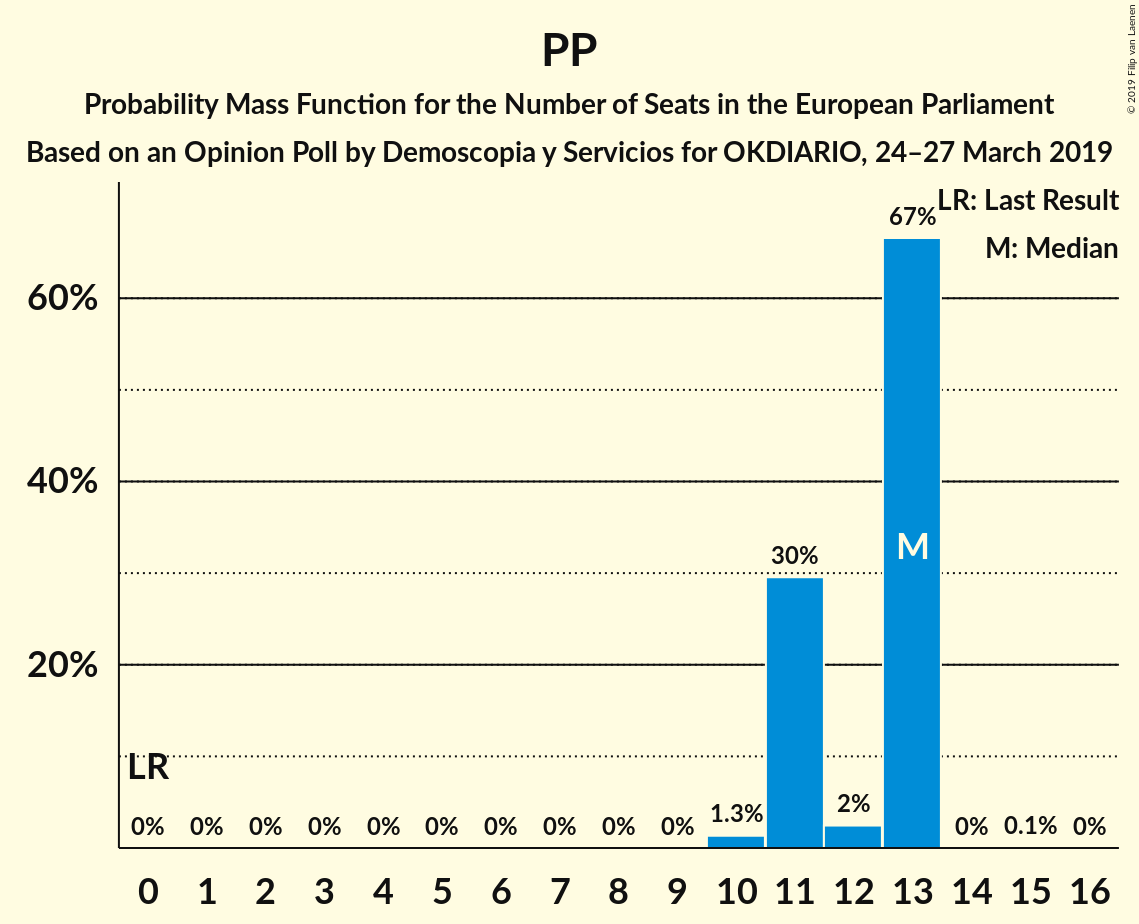 PP
Probability Mass Function for the Number of Seats in the European Parliament
Based on an Opinion Poll by Demoscopia y Servicios for OKDIARIO, 24–27 March 2019
© 2019 Filip van Laenen
LR: Last Result
M: Median
67%
60%
M
30%
40%
20%
LR
0% 0% 0% 0% 0% 0% 0% 0% 0% 0% 1.3% 2% 0% 0.1% 0%
0 1 2 3 4 5 6 7 8 9 10 11 12 13 14 15 16